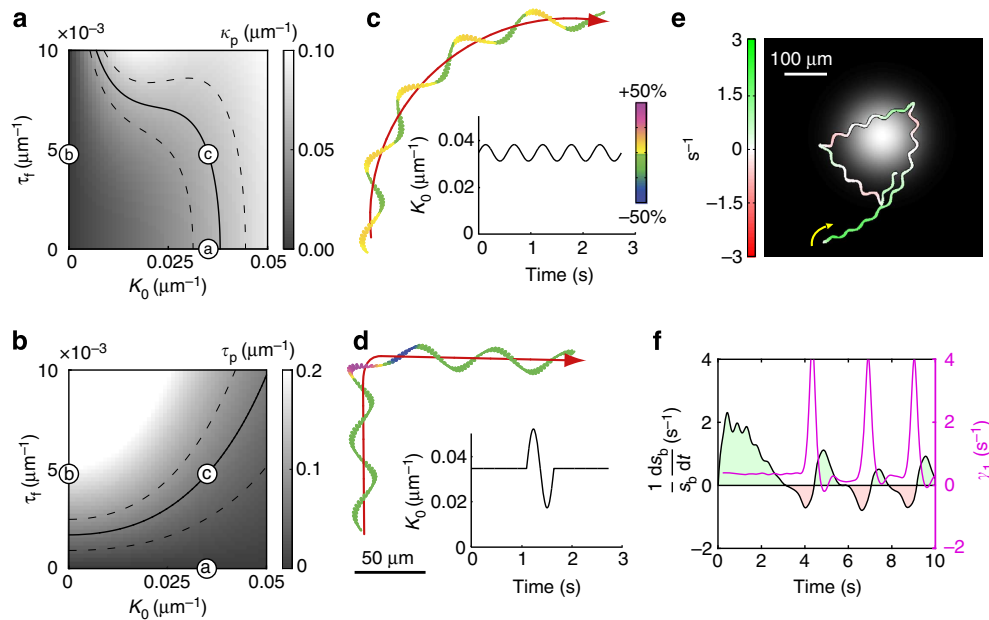 a
×10⁻³
κp (μm⁻¹)
10
5
0
τf (μm⁻¹)
b
c
a
0
0.025
0.05
K0 (μm⁻¹)
0.10
0.05
0.00
b
×10⁻³
τp (μm⁻¹)
10
5
0
τf (μm⁻¹)
b
c
a
0
0.025
0.05
K0 (μm⁻¹)
0.2
0.1
0
c
+50%
−50%
K0 (μm⁻¹)
0.04
0.02
0
0
1
2
3
Time (s)
d
K0 (μm⁻¹)
0.04
0.02
0
0
1
2
3
Time (s)
50 μm
e
3
1.5
0
−1.5
−3
s⁻¹
100 μm
f
4
2
0
−2
1 dsb
sb dt (s⁻¹)
4
2
0
−2
γ1 (s⁻¹)
0
2
4
6
8
10
Time (s)